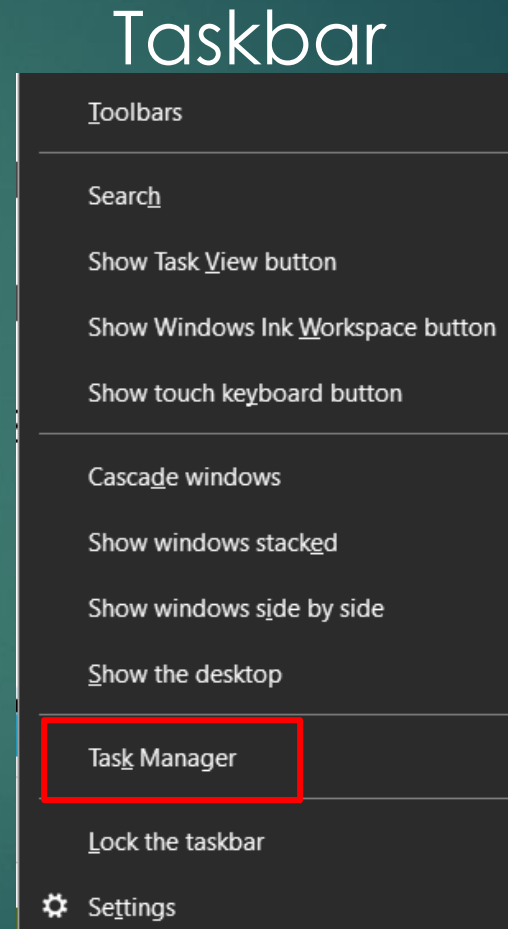 Taskbar
Toolbars
Search
Show Task View button
Show Windows Ink Workspace button
Show touch keyboard button
Cascade windows
Show windows stacked
Show windows side by side
Show the desktop
Task Manager
Lock the taskbar
Settings